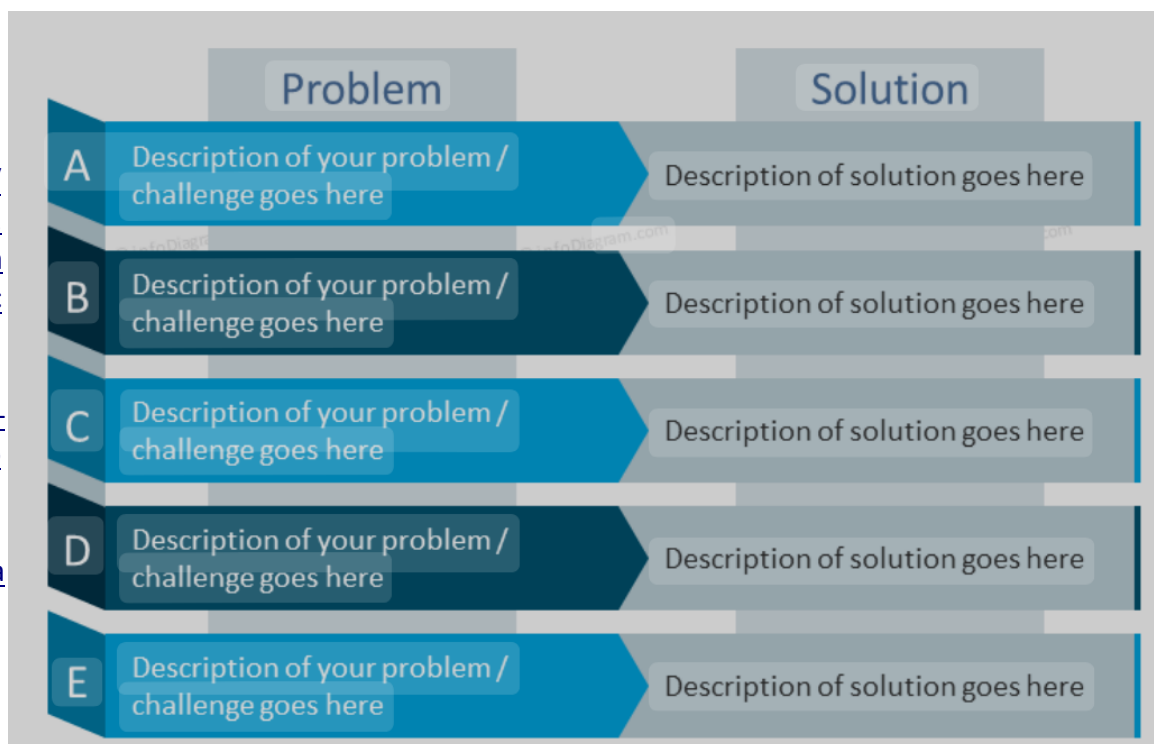 Problem
Solution
A
Description of your problem /
challenge goes here
Description of solution goes here
.com
B
Description of your problem /
challenge goes here
Description of solution goes here
C
Description of your problem /
challenge goes here
Description of solution goes here
D
Description of your problem /
challenge goes here
Description of solution goes here
E
Description of your problem /
challenge goes here
Description of solution goes here